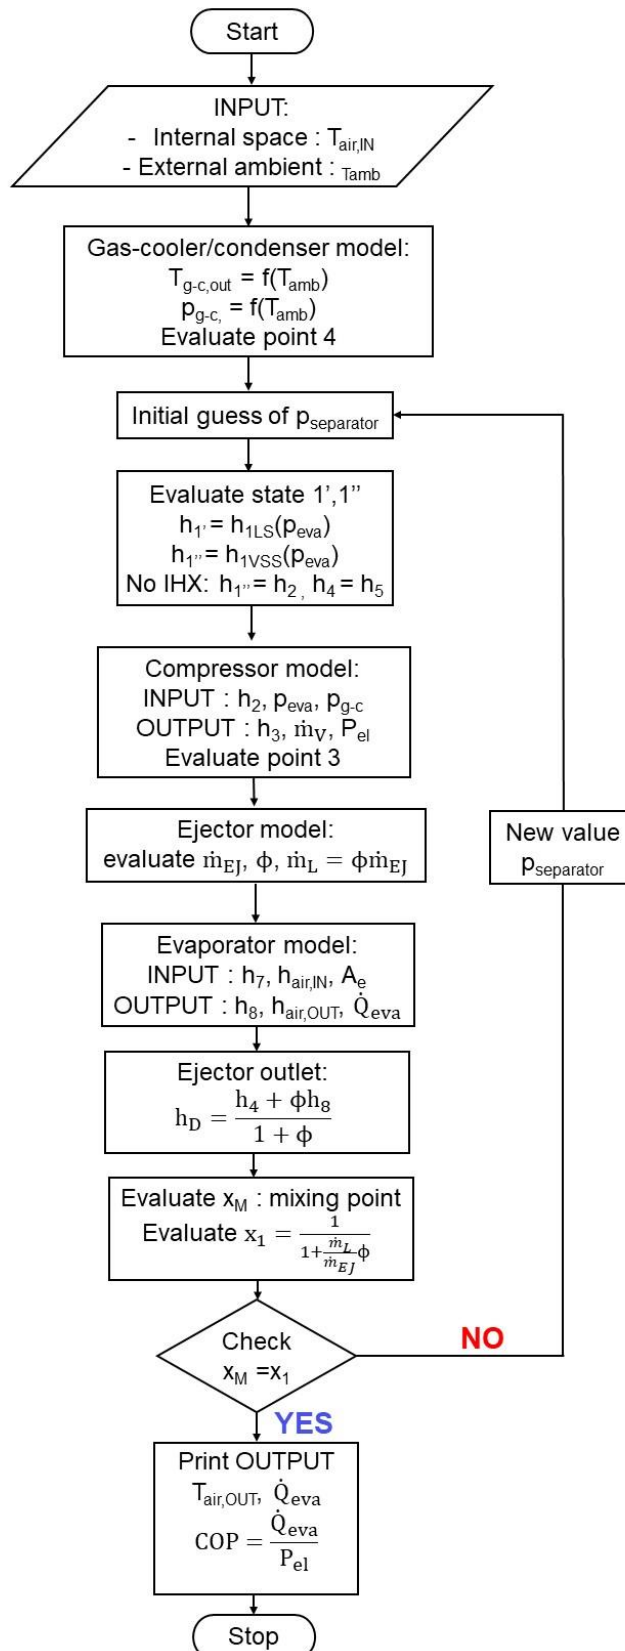 Start
INPUT:
- Internal space : T_air,IN
- External ambient : Tamb
Gas-cooler/condenser model:
T_g-c,out = f(T_amb)
p_g-c, = f(T_amb)
Evaluate point 4
Initial guess of p_separator
Evaluate state 1',1''
h_1' = h_1LS(p_eva)
h_1'' = h_1VSS(p_eva)
No IHX: h_1'' = h_2 , h_4 = h_5
Compressor model:
INPUT : h_2, p_eva, p_g-c
OUTPUT : h_3, ṁ_V, P_el
Evaluate point 3
Ejector model:
evaluate ṁ_EJ, ϕ, ṁ_L = ϕṁ_EJ
New value
p_separator
Evaporator model:
INPUT : h_7, h_air,IN, A_e
OUTPUT : h_8, h_air,OUT, Q̇_eva
Ejector outlet:
h_D = (h_4 + ϕh_8) / (1 + ϕ)
Evaluate x_M : mixing point
Evaluate x_1 = 1 / (1+(ṁ_L/ṁ_EJ)ϕ)
Check
x_M =x_1
NO
YES
Print OUTPUT
T_air,OUT, Q̇_eva
COP = Q̇_eva / P_el
Stop